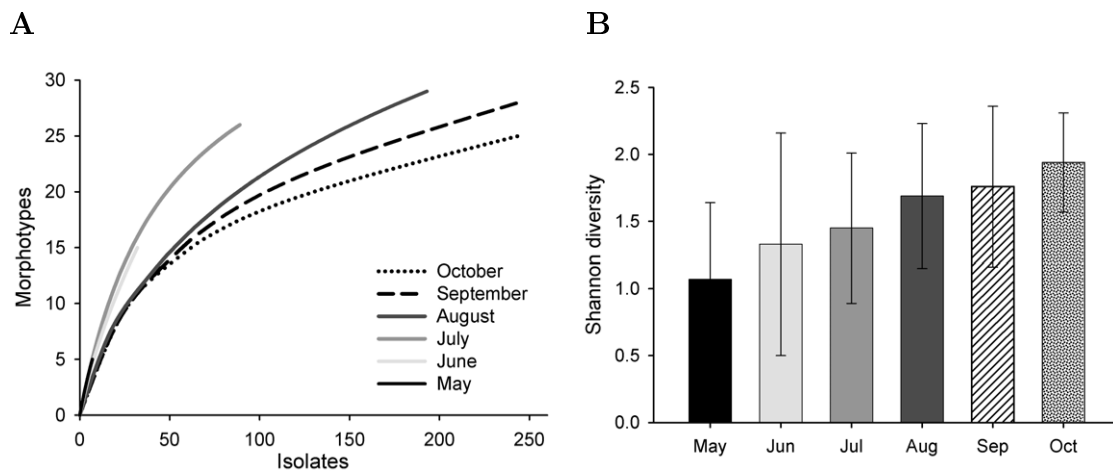 A
30
25
20
15
10
5
0
Morphotypes
0 50 100 150 200 250
Isolates
October
September
August
July
June
May
B
2.5
2.0
1.5
1.0
0.5
0.0
Shannon diversity
May Jun Jul Aug Sep Oct